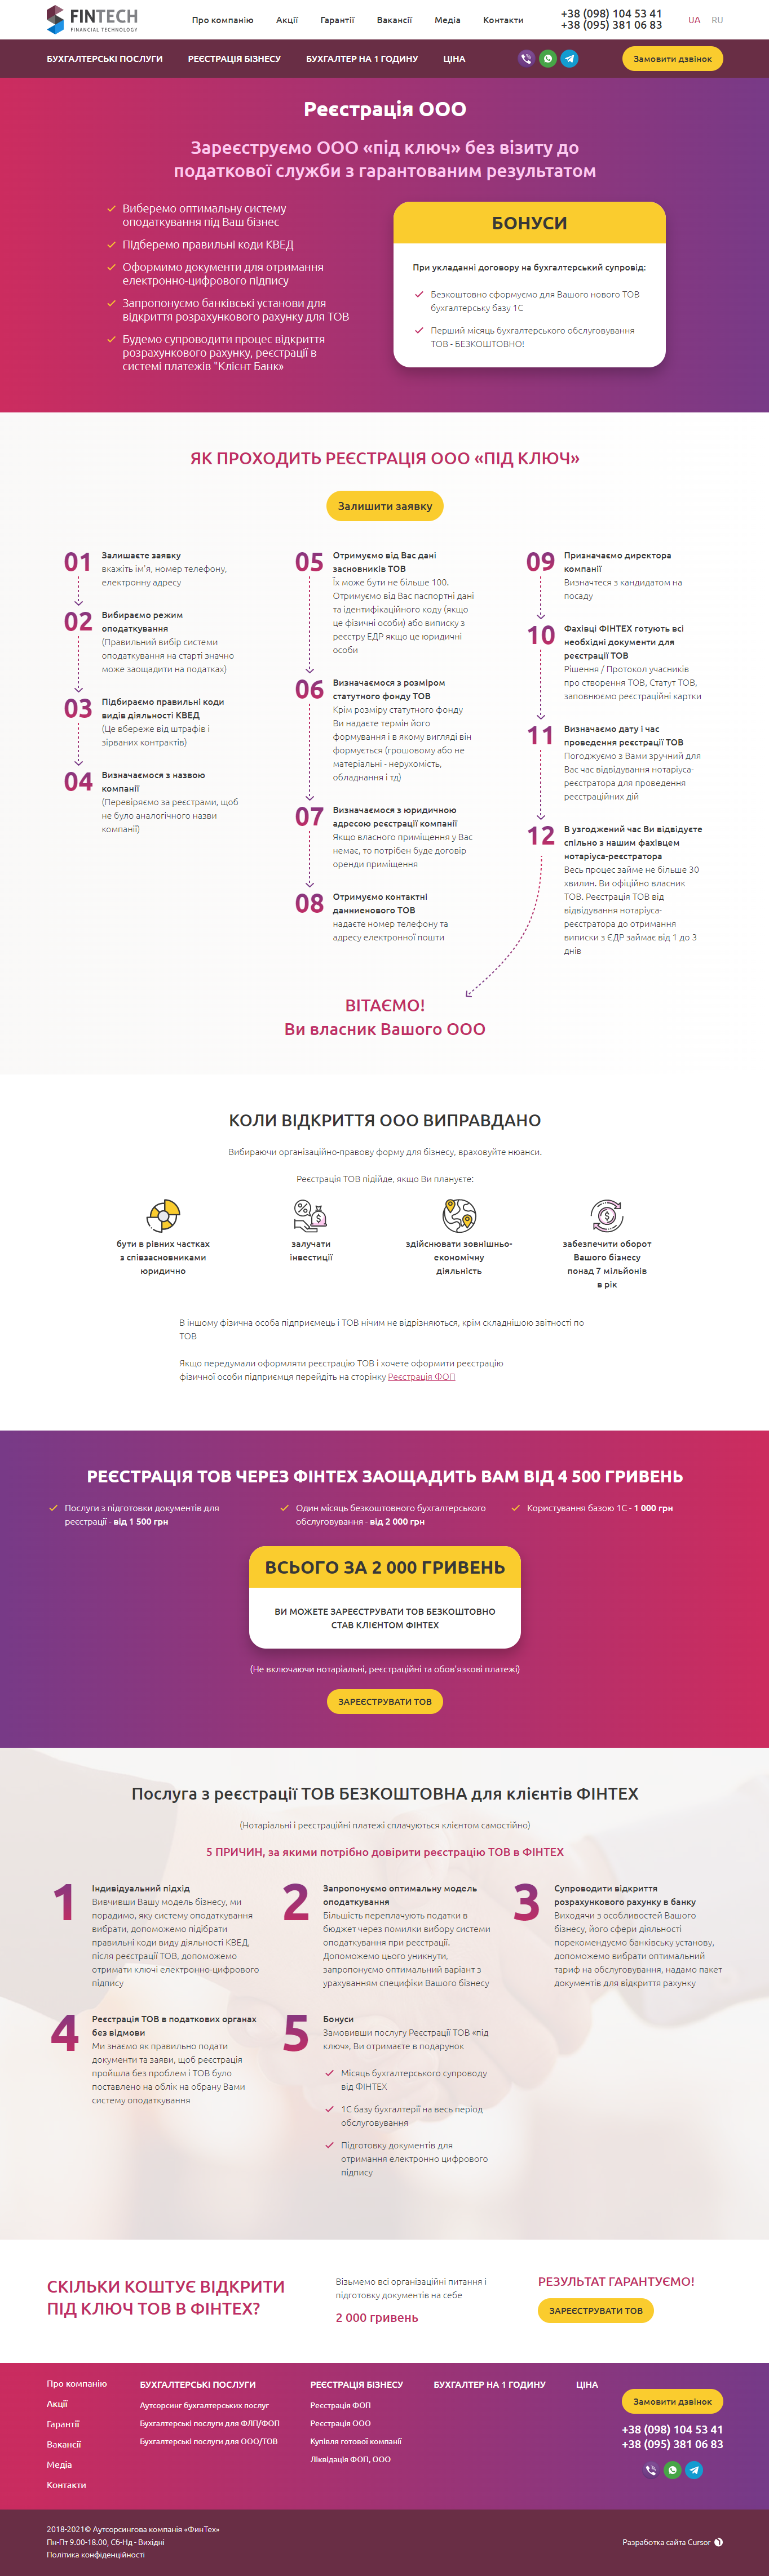 FINTECH
FINANCIAL TECHNOLOGY
Про компанію
Акції
Гарантії
Вакансії
Медіа
Контакти
+38 (098) 104 53 41
+38 (095) 381 06 83
UA
RU
БУХГАЛТЕРСЬКІ ПОСЛУГИ
РЕЄСТРАЦІЯ БІЗНЕСУ
БУХГАЛТЕР НА 1 ГОДИНУ
ЦІНА
Замовити дзвінок
Реєстрація ООО
Зареєструємо ООО «під ключ» без візиту до
податкової служби з гарантованим результатом
Виберемо оптимальну систему
оподаткування під Ваш бізнес
Підберемо правильні коди КВЕД
Оформимо документи для отримання
електронно-цифрового підпису
Запропонуємо банківські установи для
відкриття розрахункового рахунку для ТОВ
Будемо супроводити процес відкриття
розрахункового рахунку, реєстрації в
системі платежів "Клієнт Банк»
БОНУСИ
При укладанні договору на бухгалтерський супровід:
Безкоштовно сформуємо для Вашого нового ТОВ
бухгалтерську базу 1С
Перший місяць бухгалтерського обслуговування
ТОВ - БЕЗКОШТОВНО!
ЯК ПРОХОДИТЬ РЕЄСТРАЦІЯ ООО «ПІД КЛЮЧ»
Залишити заявку
01
Залишаєте заявку
вкажіть ім'я, номер телефону,
електронну адресу
02
Вибираємо режим
оподаткування
(Правильний вибір системи
оподаткування на старті значно
може заощадити на податках)
03
Підбираємо правильні коди
видів діяльності КВЕД
(Це вбереже від штрафів і
зірваних контрактів)
04
Визначаємося з назвою
компанії
(Перевіряємо за реєстрами, щоб
не було аналогічного назви
компанії)
05
Отримуємо від Вас дані
засновників ТОВ
Їх може бути не більше 100.
Отримуємо від Вас паспортні дані
та ідентифікаційного коду (якщо
це фізичні особи) або виписку з
реєстру ЕДР якщо це юридичні
особи
06
Визначаємося з розміром
статутного фонду ТОВ
Крім розміру статутного фонду
Ви надаєте термін його
формування і в якому вигляді він
формується (грошовому або не
матеріальні - нерухомість,
обладнання і тд)
07
Визначаємося з юридичною
адресою реєстрації компанії
Якщо власного приміщення у Вас
немає, то потрібен буде договір
оренди приміщення
08
Отримуємо контактні
данниенового ТОВ
надаєте номер телефону та
адресу електронної пошти
09
Призначаємо директора
компанії
Визначтеся з кандидатом на
посаду
10
Фахівці ФІНТЕХ готують всі
необхідні документи для
реєстрації ТОВ
Рішення / Протокол учасників
про створення ТОВ, Статут ТОВ,
заповнюємо реєстраційні картки
11
Визначаємо дату і час
проведення реєстрації ТОВ
Погоджуємо з Вами зручний для
Вас час відвідування нотаріуса-
реєстратора для проведення
реєстраційних дій
12
В узгоджений час Ви відвідуєте
спільно з нашим фахівцем
нотаріуса-реєстратора
Весь процес займе не більше 30
хвилин. Ви офіційно власник
ТОВ. Реєстрація ТОВ від
відвідування нотаріуса-
реєстратора до отримання
виписки з ЄДР займає від 1 до 3
днів
ВІТАЄМО!
Ви власник Вашого ООО
КОЛИ ВІДКРИТТЯ ООО ВИПРАВДАНО
Вибираючи організаційно-правову форму для бізнесу, враховуйте нюанси.
Реєстрація ТОВ підійде, якщо Ви плануєте:
бути в рівних частках
з співзасновниками
юридично
залучати
інвестиції
здійснювати зовнішньо-
економічну
діяльність
забезпечити оборот
Вашого бізнесу
понад 7 мільйонів
в рік
В іншому фізична особа підприємець і ТОВ нічим не відрізняються, крім складнішою звітності по
ТОВ
Якщо передумали оформляти реєстрацію ТОВ і хочете оформити реєстрацію
фізичної особи підприємця перейдіть на сторінку Реєстрація ФОП
РЕЄСТРАЦІЯ ТОВ ЧЕРЕЗ ФІНТЕХ ЗАОЩАДИТЬ ВАМ ВІД 4 500 ГРИВЕНЬ
Послуги з підготовки документів для
реєстрації - від 1 500 грн
Один місяць безкоштовного бухгалтерського
обслуговування - від 2 000 грн
Користування базою 1С - 1 000 грн
ВСЬОГО ЗА 2 000 ГРИВЕНЬ
ВИ МОЖЕТЕ ЗАРЕЄСТРУВАТИ ТОВ БЕЗКОШТОВНО
СТАВ КЛІЄНТОМ ФІНТЕХ
(Не включаючи нотаріальні, реєстраційні та обов'язкові платежі)
ЗАРЕЄСТРУВАТИ ТОВ
Послуга з реєстрації ТОВ БЕЗКОШТОВНА для клієнтів ФІНТЕХ
(Нотаріальні і реєстраційні платежі сплачуються клієнтом самостійно)
5 ПРИЧИН, за якими потрібно довірити реєстрацію ТОВ в ФІНТЕХ
1
Індивідуальний підхід
Вивчивши Вашу модель бізнесу, ми
порадимо, яку систему оподаткування
вибрати, допоможемо підібрати
правильні коди виду діяльності КВЕД,
після реєстрації ТОВ, допоможемо
отримати ключі електронно-цифрового
підпису
2
Запропонуємо оптимальну модель
оподаткування
Більшість переплачують податки в
бюджет через помилки вибору системи
оподаткування при реєстрації.
Допоможемо цього уникнути,
запропонуємо оптимальний варіант з
урахуванням специфіки Вашого бізнесу
3
Супроводити відкриття
розрахункового рахунку в банку
Виходячи з особливостей Вашого
бізнесу, його сфери діяльності
порекомендуємо банківську установу,
допоможемо вибрати оптимальний
тариф на обслуговування, надамо пакет
документів для відкриття рахунку
4
Реєстрація ТОВ в податкових органах
без відмови
Ми знаємо як правильно подати
документи та заяви, щоб реєстрація
пройшла без проблем і ТОВ було
поставлено на облік на обрану Вами
систему оподаткування
5
Бонуси
Замовивши послугу Реєстрації ТОВ «під
ключ», Ви отримаєте в подарунок
Місяць бухгалтерського супроводу
від ФІНТЕХ
1С базу бухгалтерії на весь період
обслуговування
Підготовку документів для
отримання електронно цифрового
підпису
СКІЛЬКИ КОШТУЄ ВІДКРИТИ
ПІД КЛЮЧ ТОВ В ФІНТЕХ?
Візьмемо всі організаційні питання і
підготовку документів на себе
2 000 гривень
РЕЗУЛЬТАТ ГАРАНТУЄМО!
ЗАРЕЄСТРУВАТИ ТОВ
Про компанію
Акції
Гарантії
Вакансії
Медіа
Контакти
БУХГАЛТЕРСЬКІ ПОСЛУГИ
Аутсорсинг бухгалтерських послуг
Бухгалтерські послуги для ФЛП/ФОП
Бухгалтерські послуги для ООО/ТОВ
РЕЄСТРАЦІЯ БІЗНЕСУ
Реєстрація ФОП
Реєстрація ООО
Купівля готової компанії
Ліквідація ФОП, ООО
БУХГАЛТЕР НА 1 ГОДИНУ
ЦІНА
Замовити дзвінок
+38 (098) 104 53 41
+38 (095) 381 06 83
2018-2021© Аутсорсингова компанія «ФинТех»
Пн-Пт 9.00-18.00, Сб-Нд - Вихідні
Політика конфіденційності
Разработка сайта Cursor